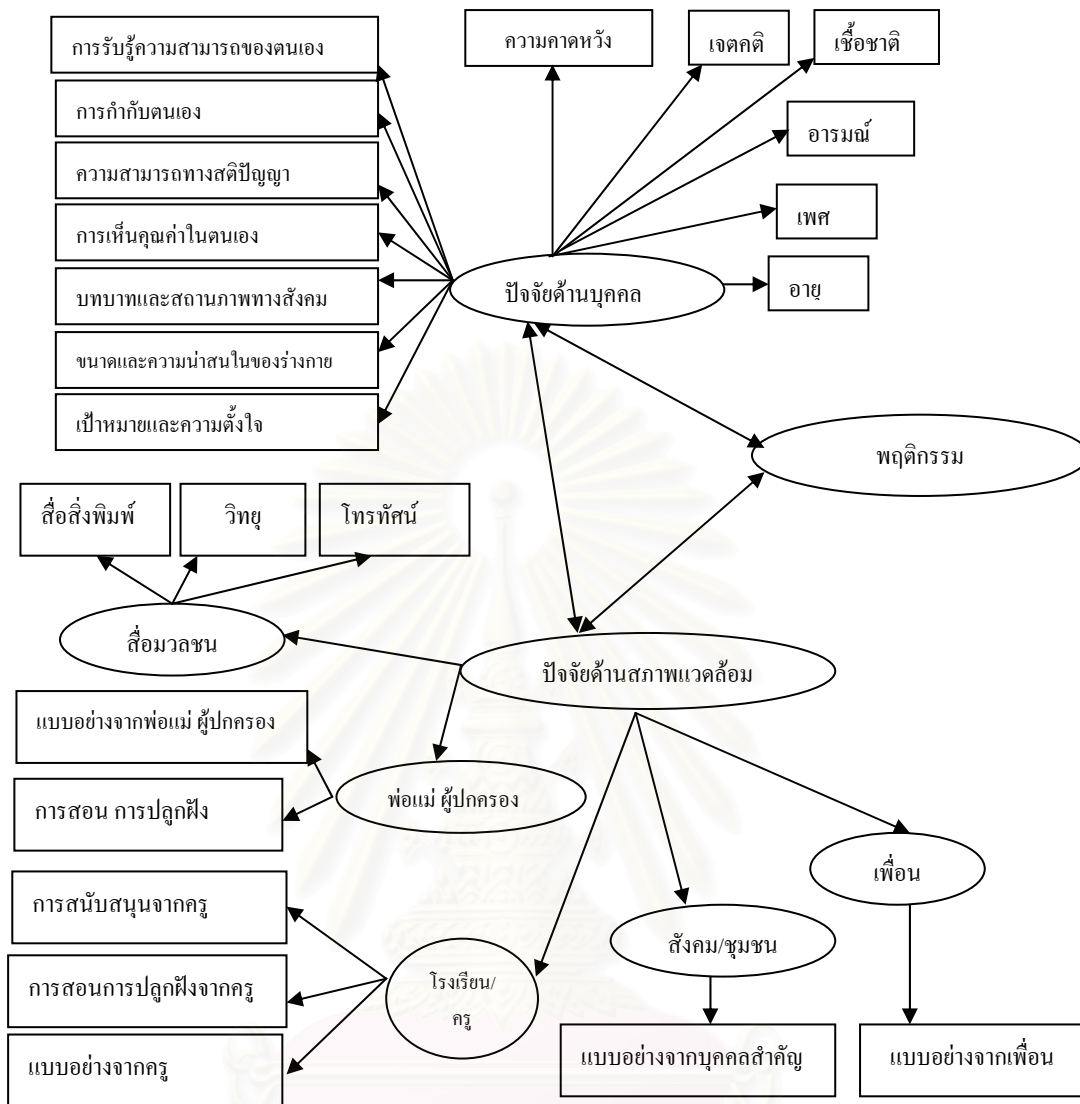 การรับรู้ความสามารถของตนเอง
ความคาดหวัง
เจตคติ
เชื้อชาติ
การกำกับตนเอง
อารมณ์
ความสามารถทางสติปัญญา
เพศ
การเห็นคุณค่าในตนเอง
บทบาทและสถานภาพทางสังคม
ปัจจัยด้านบุคคล
อายุ
ขนาดและความน่าสนในของร่างกาย
เป้าหมายและความตั้งใจ
พฤติกรรม
สื่อสิ่งพิมพ์
วิทยุ
โทรทัศน์
สื่อมวลชน
ปัจจัยด้านสภาพแวดล้อม
แบบอย่างจากพ่อแม่ ผู้ปกครอง
พ่อแม่ ผู้ปกครอง
การสอน การปลูกฝัง
เพื่อน
การสนับสนุนจากครู
สังคม/ชุมชน
การสอนการปลูกฝังจากครู
โรงเรียน/
ครู
แบบอย่างจากครู
แบบอย่างจากบุคคลสำคัญ
แบบอย่างจากเพื่อน